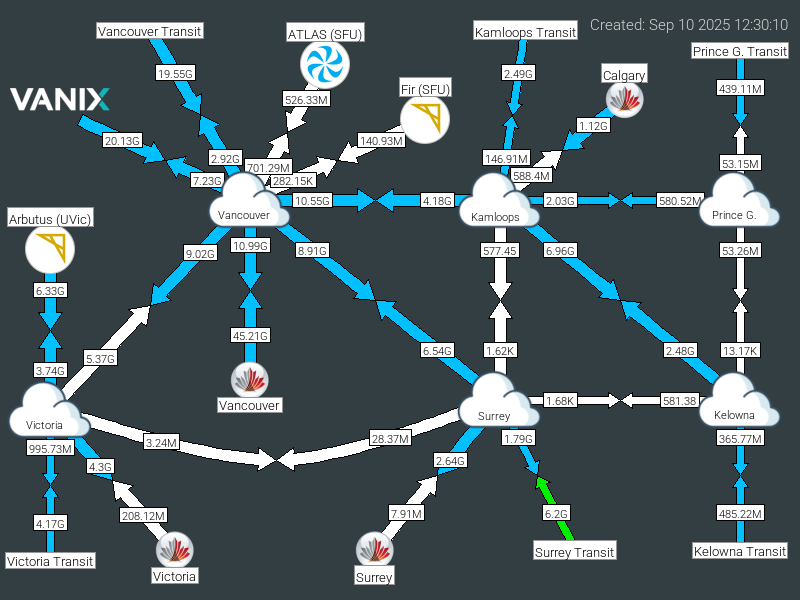 Created: Sep 10 2025 12:30:10
Vancouver Transit
ATLAS (SFU)
Kamloops Transit
Prince G. Transit
19.55G
2.49G
Calgary
Fir (SFU)
439.11M
VANIX
526.33M
1.12G
20.13G
140.93M
2.92G
146.91M
53.15M
701.29M
588.4M
7.23G
282.15K
10.55G
4.18G
2.03G
580.52M
Vancouver
Kamloops
Prince G.
Arbutus (UVic)
10.99G
9.02G
8.91G
577.45
6.96G
53.26M
6.33G
45.21G
5.37G
6.54G
1.62K
2.48G
13.17K
3.74G
Vancouver
1.68K
581.38
Victoria
Surrey
Kelowna
3.24M
28.37M
1.79G
365.77M
995.73M
4.3G
2.64G
208.12M
7.91M
6.2G
485.22M
4.17G
Victoria Transit
Victoria
Surrey
Surrey Transit
Kelowna Transit